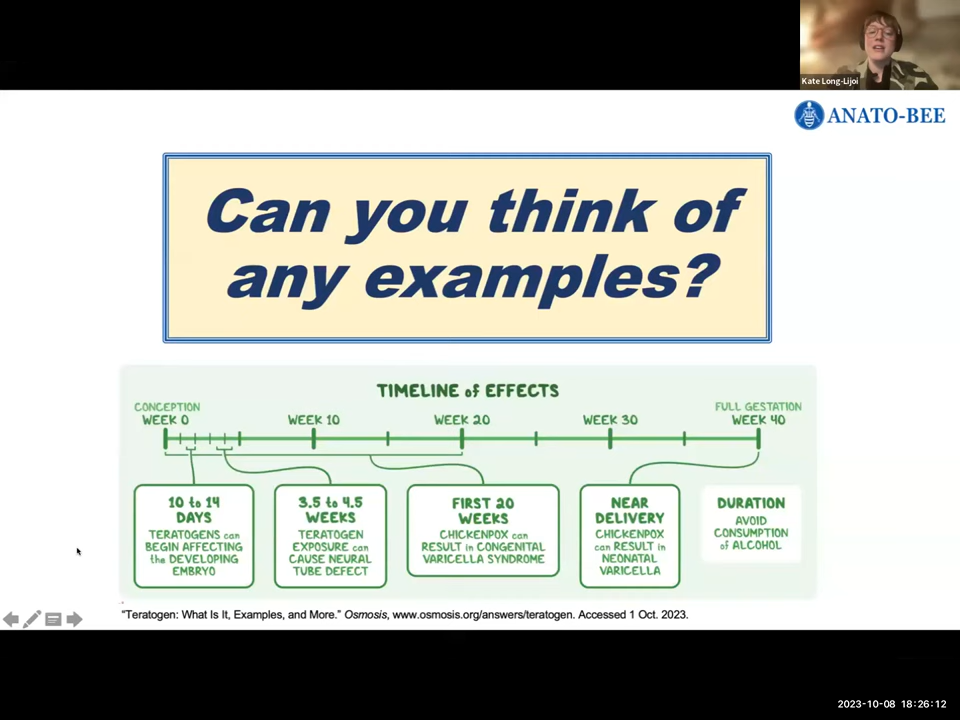 Kate Long-Lijoi
ANATO-BEE
Can you think of
any examples?
TIMELINE of EFFECTS
CONCEPTION
WEEK 0
WEEK 10
WEEK 20
WEEK 30
FULL GESTATION
WEEK 40
10 to 14
DAYS
TERATOGENS can
BEGIN AFFECTING
the DEVELOPING
EMBRYO
3.5 to 4.5
WEEKS
TERATOGEN
EXPOSURE can
CAUSE NEURAL
TUBE DEFECT
FIRST 20
WEEKS
CHICKENPOX can
RESULT in CONGENITAL
VARICELLA SYNDROME
NEAR
DELIVERY
CHICKENPOX
can RESULT in
NEONATAL
VARICELLA
DURATION
AVOID
CONSUMPTION
of ALCOHOL
"Teratogen: What Is It, Examples, and More." Osmosis, www.osmosis.org/answers/teratogen. Accessed 1 Oct. 2023.
2023-10-08 18:26:12